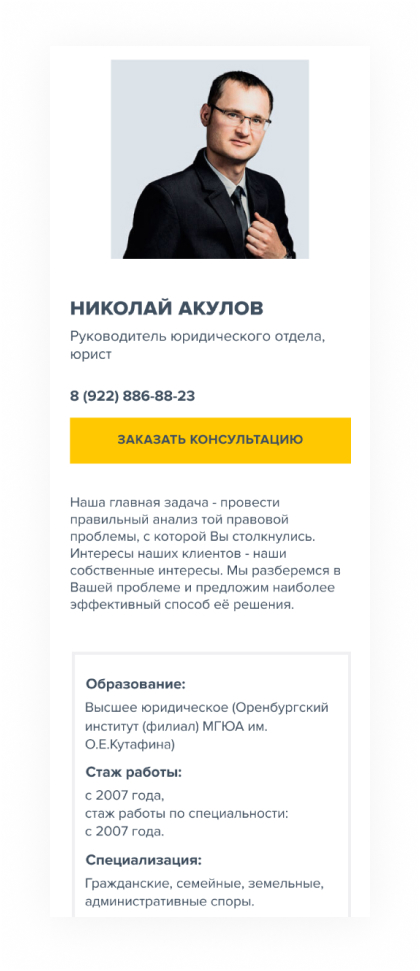 НИКОЛАЙ АКУЛОВ
Руководитель юридического отдела,
юрист
8 (922) 886-88-23
ЗАКАЗАТЬ КОНСУЛЬТАЦИЮ
Наша главная задача - провести
правильный анализ той правовой
проблемы, с которой Вы столкнулись.
Интересы наших клиентов - наши
собственные интересы. Мы разберемся в
Вашей проблеме и предложим наиболее
эффективный способ её решения.
Образование:
Высшее юридическое (Оренбургский
институт (филиал) МГЮА им.
О.Е.Кутафина)
Стаж работы:
с 2007 года,
стаж работы по специальности:
с 2007 года.
Специализация:
Гражданские, семейные, земельные,
административные споры.